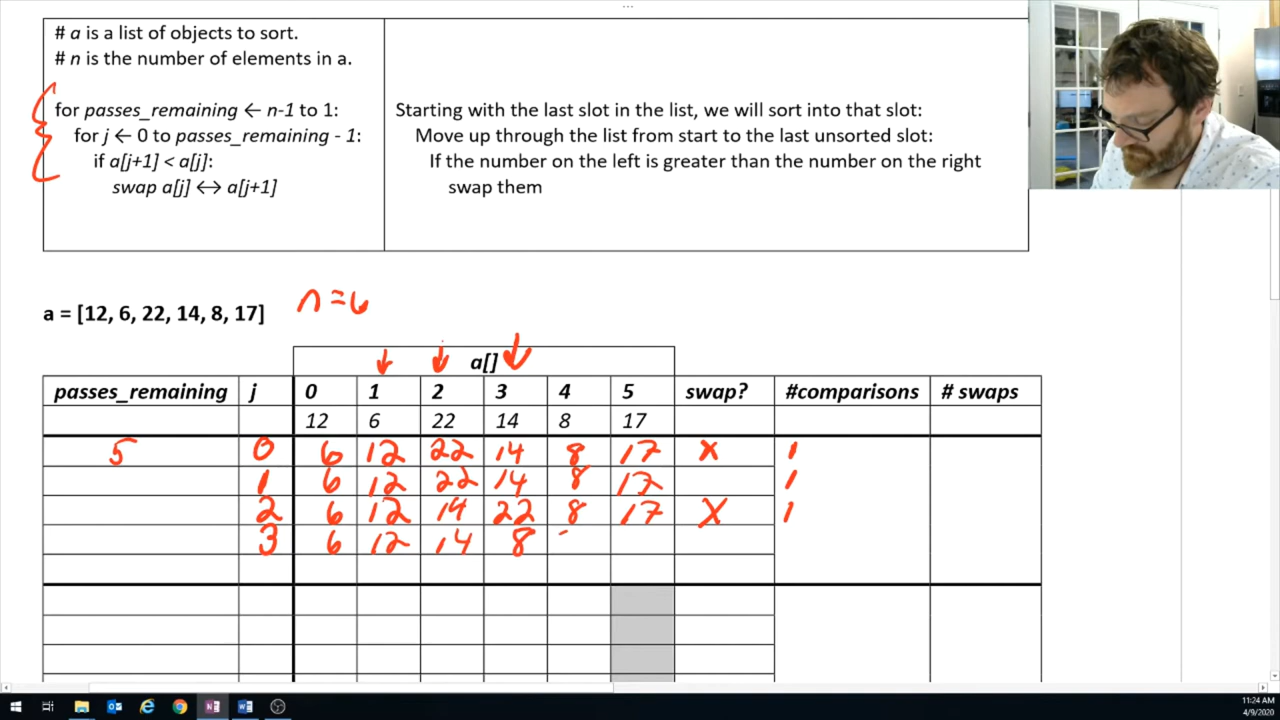 # a is a list of objects to sort.
# n is the number of elements in a.
for passes_remaining ← n-1 to 1:
for j ← 0 to passes_remaining - 1:
if a[j+1] < a[j]:
swap a[j] ↔ a[j+1]
Starting with the last slot in the list, we will sort into that slot:
Move up through the list from start to the last unsorted slot:
If the number on the left is greater than the number on the right
swap them
a = [12, 6, 22, 14, 8, 17] n = 6
a[]
passes_remaining j 0 1 2 3 4 5 swap? #comparisons # swaps
12 6 22 14 8 17
5 0 6 12 22 14 8 17 x 1
1 6 12 22 14 8 17 1
2 6 12 14 22 8 17 X 1
3 6 12 14 8
11:24 AM
4/9/2020